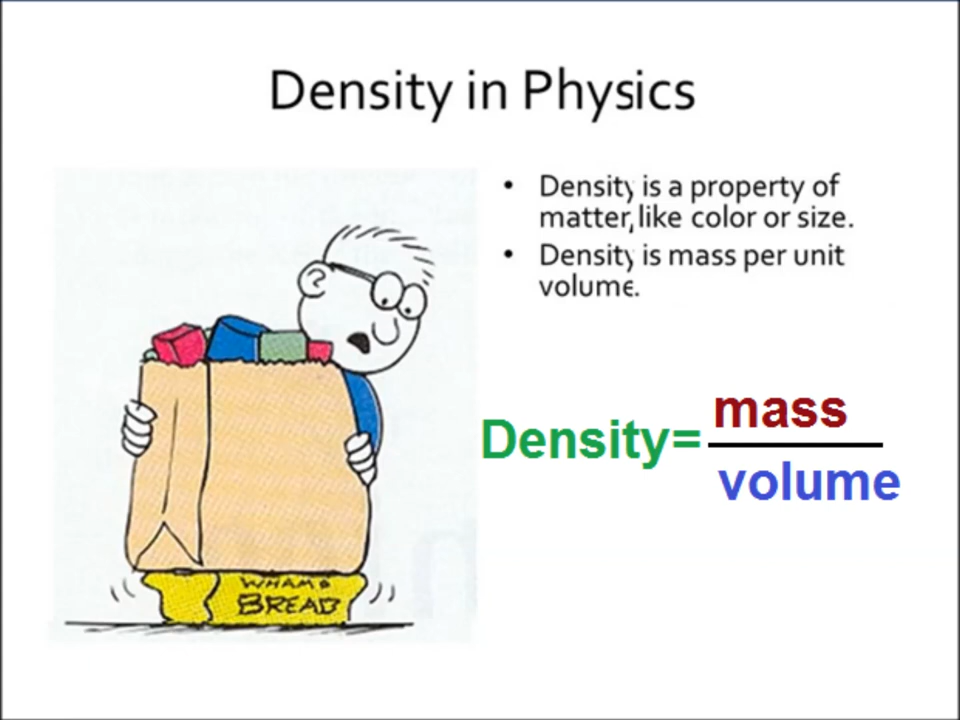 Density in Physics
• Density is a property of
matter, like color or size.
• Density is mass per unit
volume.
Density=
mass
volume
WHAM
BREAD